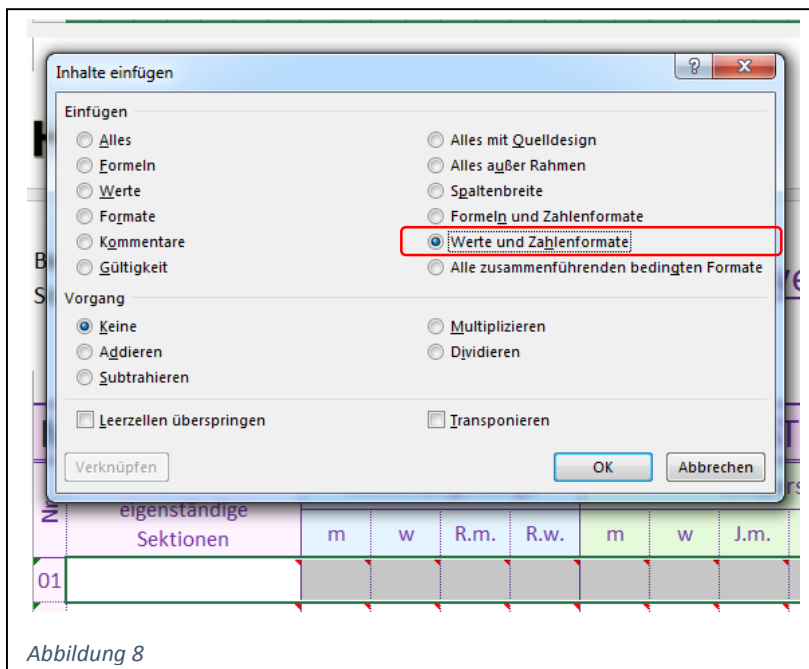 Inhalte einfügen
Einfügen
Alles
Formeln
Werte
Formate
Kommentare
Gültigkeit
Alles mit Quelldesign
Alles außer Rahmen
Spaltenbreite
Formeln und Zahlenformate
Werte und Zahlenformate
Alle zusammenführenden bedingten Formate
Vorgang
Keine
Addieren
Subtrahieren
Multiplizieren
Dividieren
Leerzellen überspringen
Transponieren
Verknüpfen
OK
Abbrechen
eigenständige
Sektionen
m w R.m. R.w. m w J.m.
01
Abbildung 8